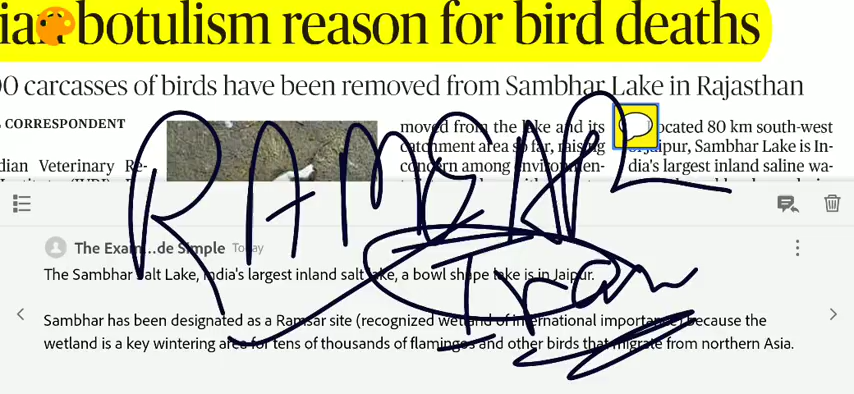 ian botulism reason for bird deaths
00 carcasses of birds have been removed from Sambhar Lake in Rajasthan
CORRESPONDENT
dian Veterinary Re-
moved from the lake and its
catchment area so far, raising
concern among environmen-
located 80 km south-west
of Jaipur, Sambhar Lake is In-
dia's largest inland saline wa-
RAMSAR
Iran
The Exam...de Simple Today
The Sambhar Salt Lake, India's largest inland salt lake, a bowl shape lake is in Jaipur.
Sambhar has been designated as a Ramsar site (recognized wetland of international importance) because the
wetland is a key wintering area for tens of thousands of flamingos and other birds that migrate from northern Asia.